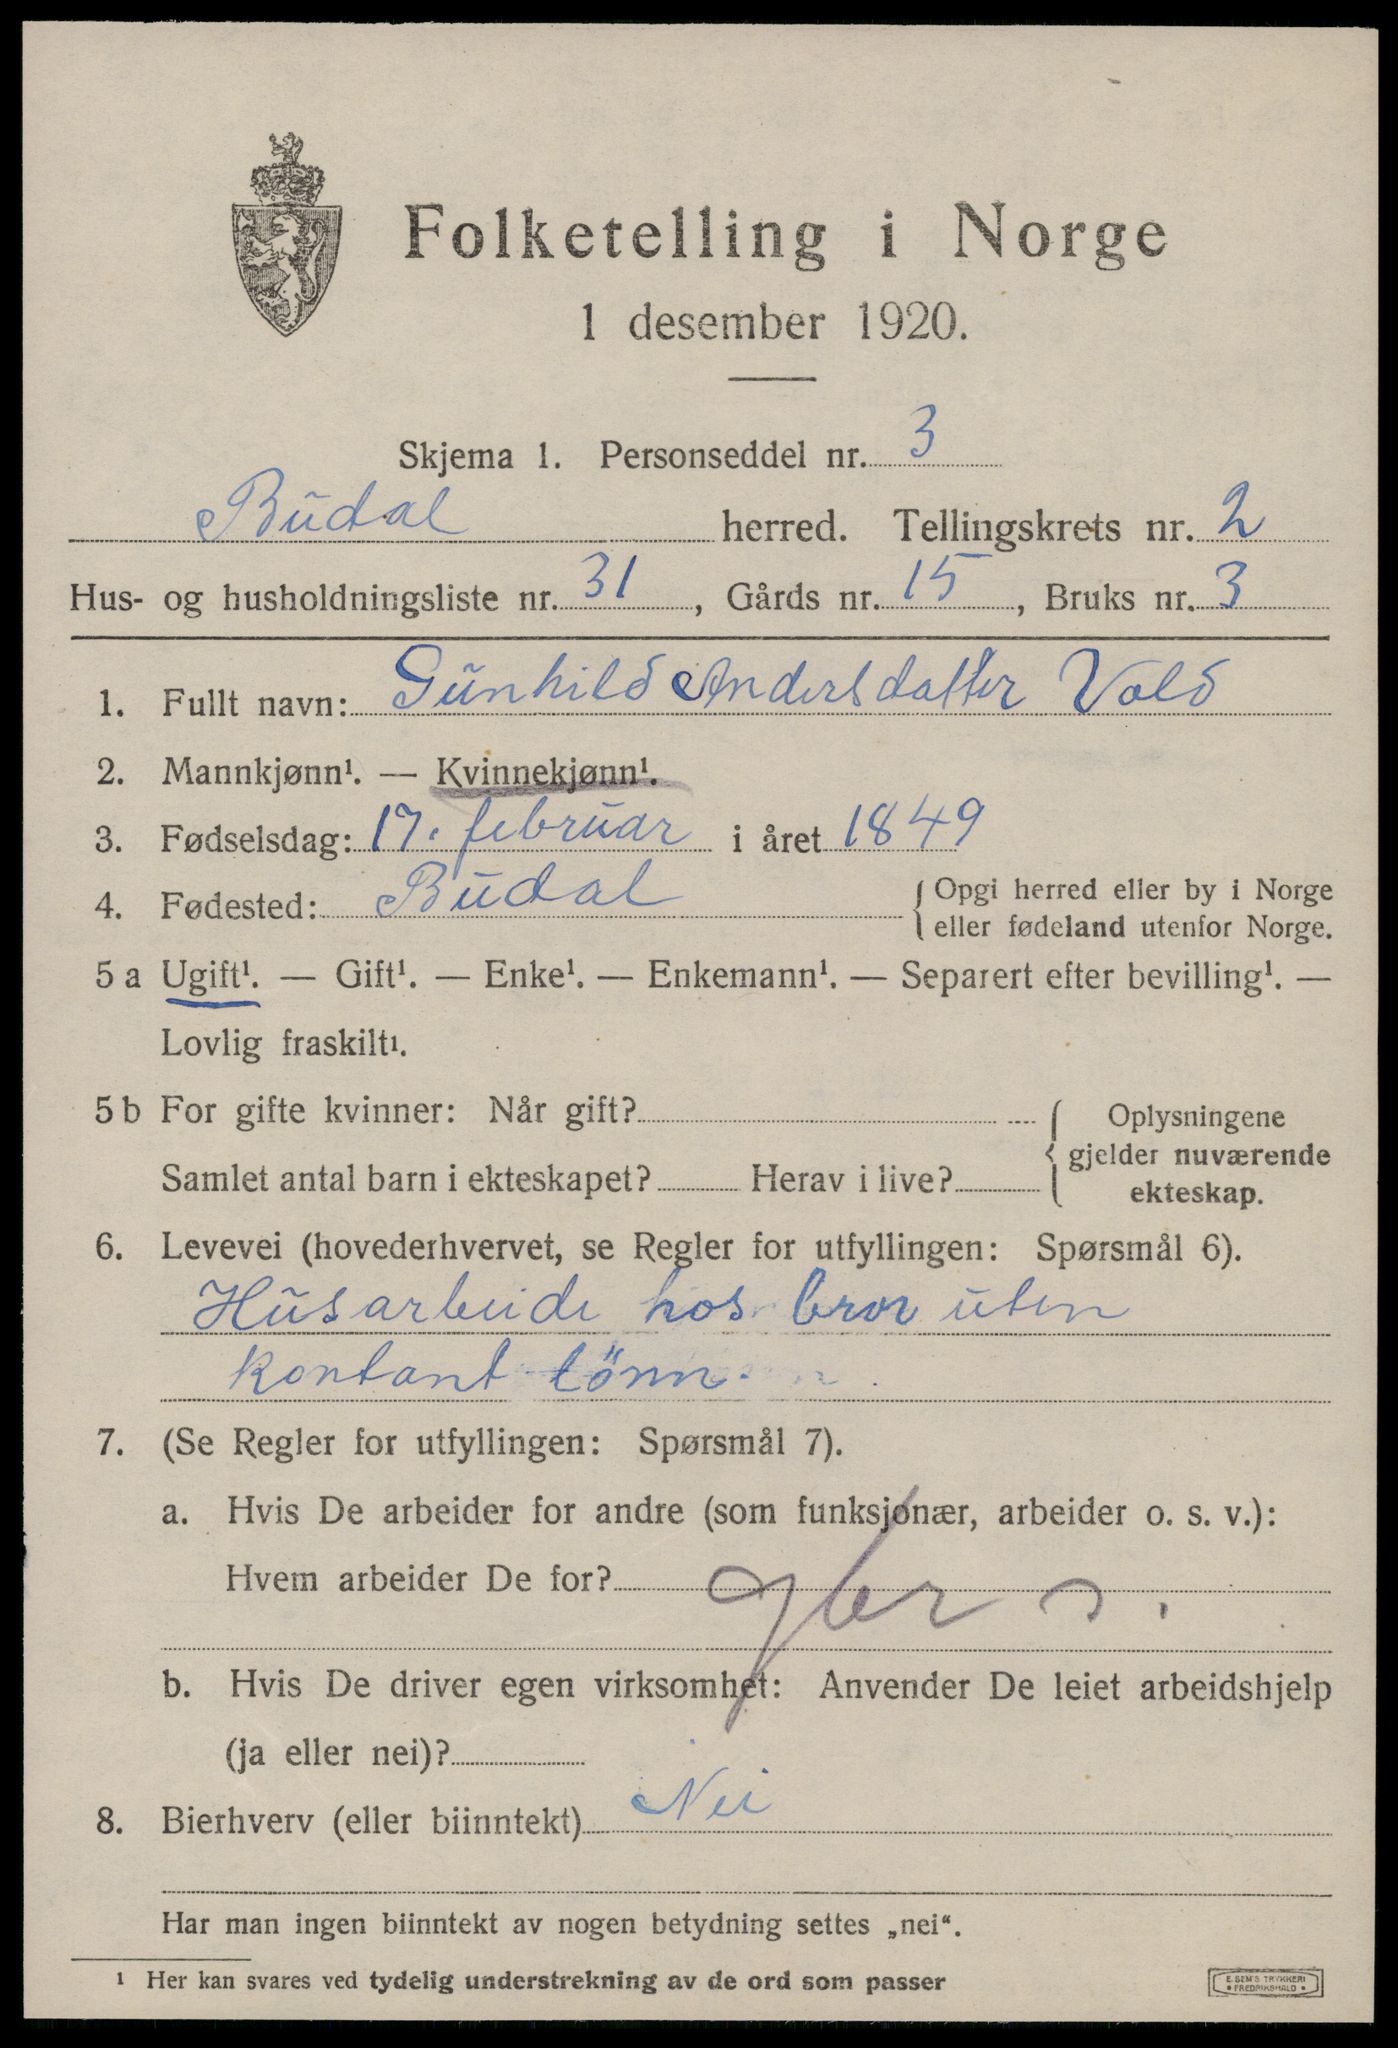 Folketelling i Norge
1 desember 1920.
Skjema 1. Personseddel nr. 3
Budal herred. Tellingskrets nr. 2
Hus- og husholdningsliste nr. 31, Gårds nr. 15, Bruks nr. 3
1. Fullt navn: Gunhild Andersdatter Vold
2. Mannkjønn¹. — Kvinnekjønn¹.
3. Fødselsdag: 17. februar i året 1849
4. Fødested: Budal { Opgi herred eller by i Norge
eller fødeland utenfor Norge.
5 a Ugift¹. — Gift¹. — Enke¹. — Enkemann¹. — Separert efter bevilling¹. —
Lovlig fraskilt¹.
5 b For gifte kvinner: Når gift? { Oplysningene
gjelder nuværende
Samlet antal barn i ekteskapet? Herav i live? ekteskap.
6. Levevei (hovederhvervet, se Regler for utfyllingen: Spørsmål 6).
Husarbeide hos bror uten
kontant lönn.
7. (Se Regler for utfyllingen: Spørsmål 7).
a. Hvis De arbeider for andre (som funksjonær, arbeider o. s. v.):
Hvem arbeider De for?
b. Hvis De driver egen virksomhet: Anvender De leiet arbeidshjelp
(ja eller nei)?
8. Bierhverv (eller biinntekt) Nei
Har man ingen biinntekt av nogen betydning settes „nei“.
¹ Her kan svares ved tydelig understrekning av de ord som passer
E. SEM'S TRYKKERI
• FREDRIKSHALD •